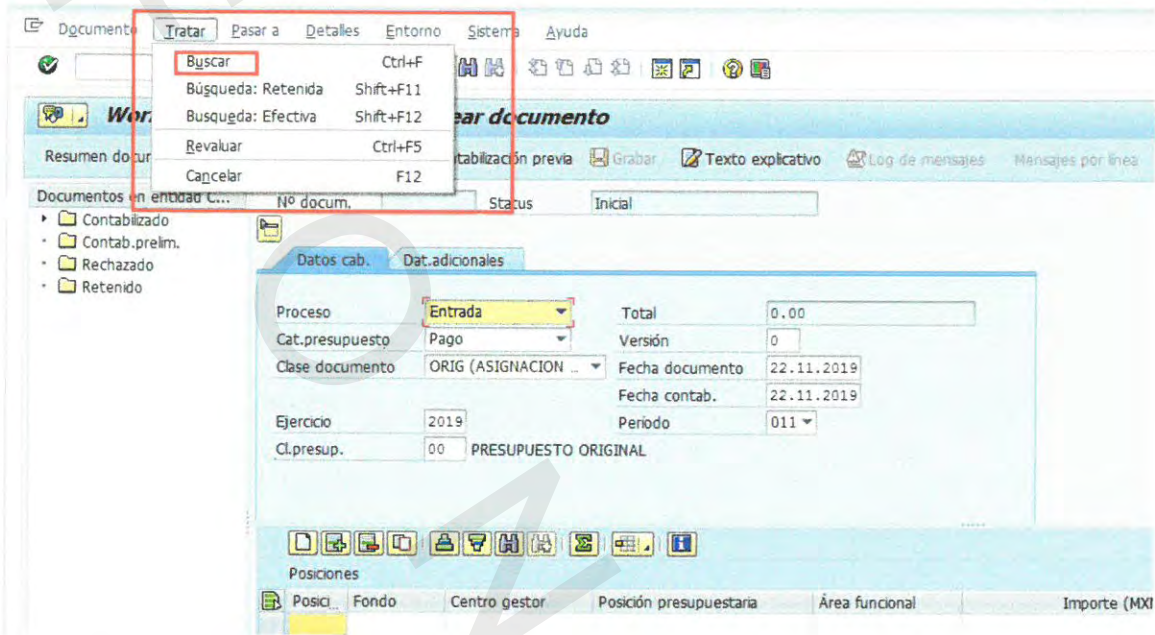 Documento Tratar Pasar a Detalles Entorno Sistema Ayuda
Buscar Ctrl+F
Búsqueda: Retenida Shift+F11
Busqueda: Efectiva Shift+F12
Revaluar Ctrl+F5
Cancelar F12
Wor ear documento
Resumen docur tabilización previa Grabar Texto explicativo Log de mensajes Mensajes por línea
Documentos en entidad C...
Contabilizado
Contab.prelim.
Rechazado
Retenido
Nº docum. Status Inicial
Datos cab. Dat.adicionales
Proceso Entrada Total 0.00
Cat.presupuesto Pago Versión 0
Clase documento ORIG (ASIGNACION … Fecha documento 22.11.2019
Fecha contab. 22.11.2019
Ejercicio 2019 Periodo 011
Cl.presup. 00 PRESUPUESTO ORIGINAL
Posiciones
Posici… Fondo Centro gestor Posición presupuestaria Área funcional Importe (MXN